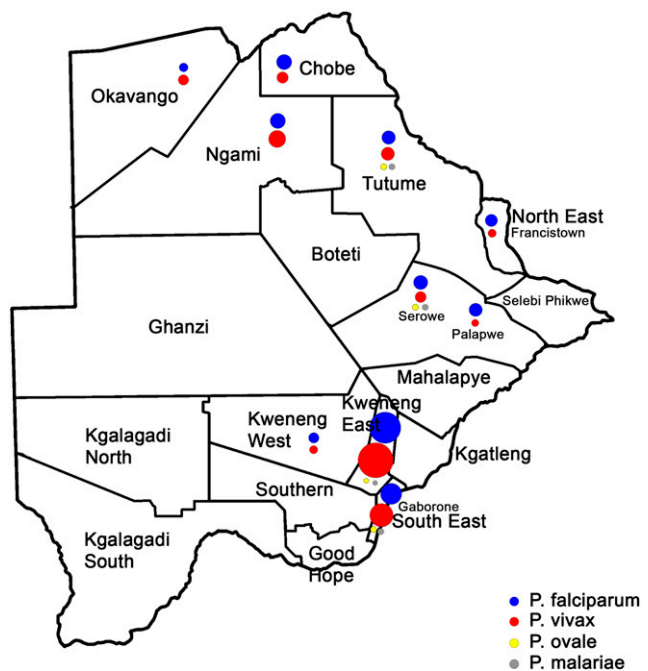 Chobe
Okavango
Ngami
Tutume
North East
Francistown
Boteti
Selebi Phikwe
Ghanzi
Serowe
Palapwe
Mahalapye
Kweneng
East
Kweneng
West
Kgalagadi
North
Kgatleng
Southern
Gaborone
South East
Kgalagadi
South
Good
Hope
P. falciparum
P. vivax
P. ovale
P. malariae